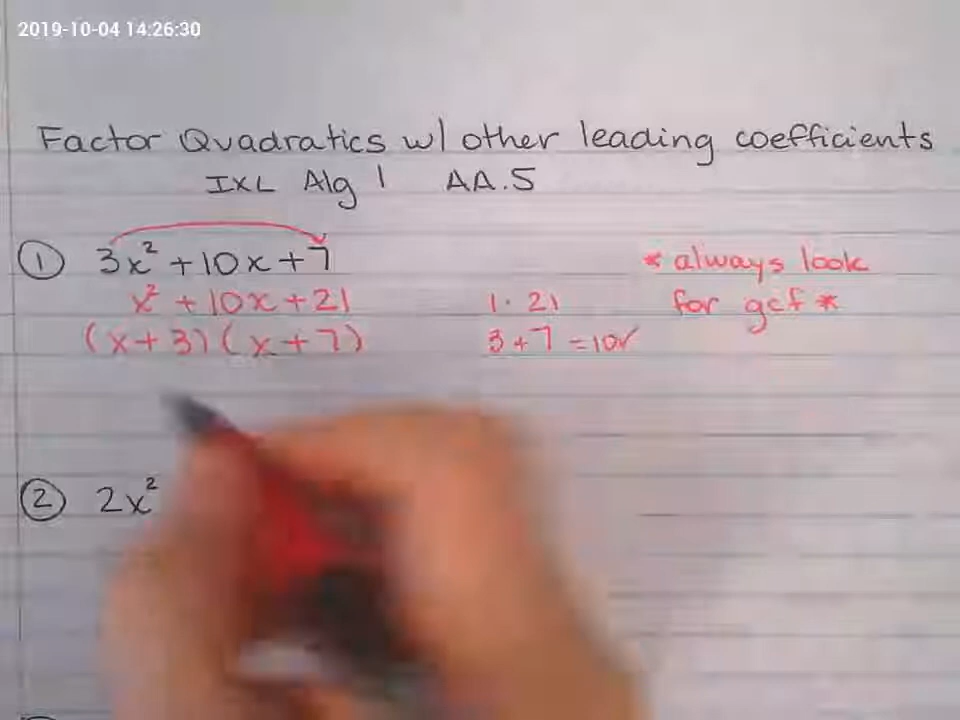 2019-10-04 14:26:30
Factor Quadratics w/ other leading coefficients
IXL Alg 1 AA.5
① 3x² + 10x + 7
* always look
x² + 10x + 21
1 · 21
for gcf *
(x + 3)(x + 7)
3 + 7 = 10✓
② 2x²